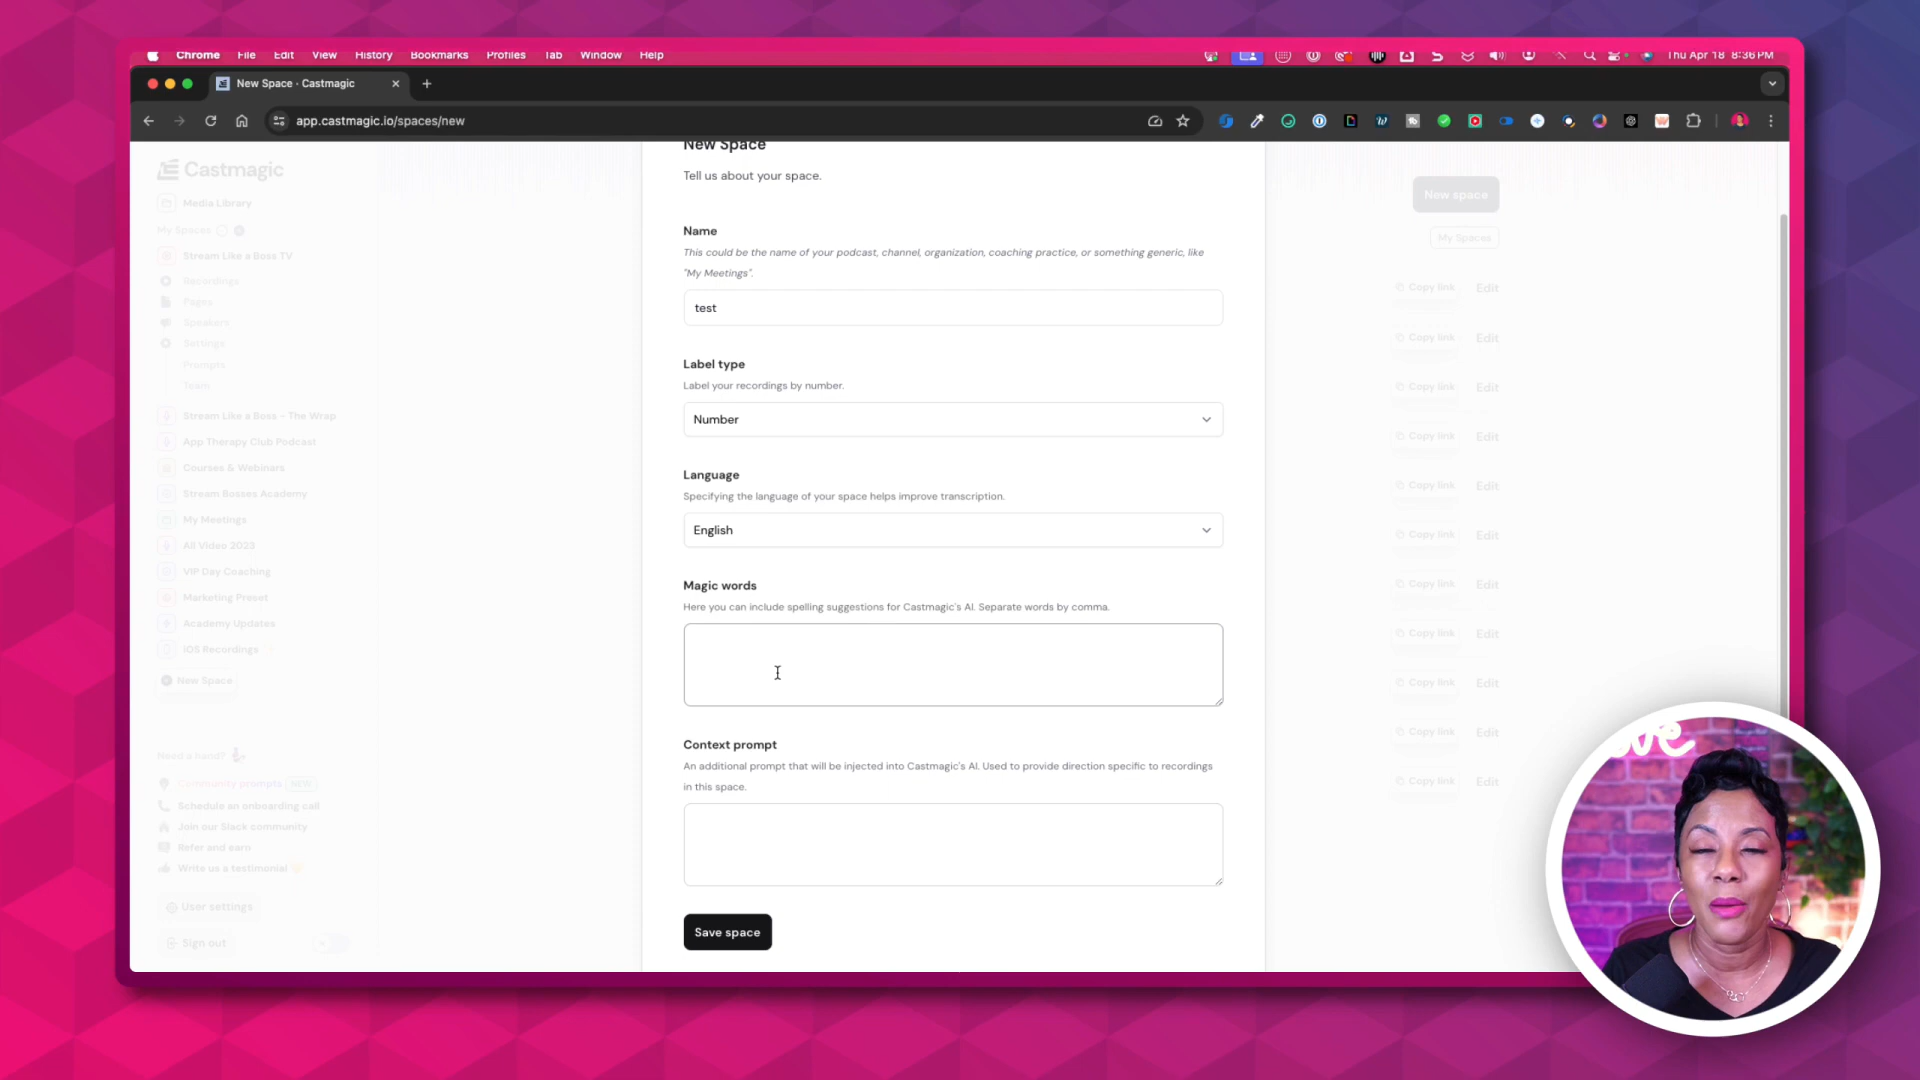 Chrome File Edit View History Bookmarks Profiles Tab Window Help
Thu Apr 18 8:36 PM
New Space · Castmagic
app.castmagic.io/spaces/new
Castmagic
Media Library
My Spaces
Stream Like a Boss TV
Recordings
Pages
Speakers
Settings
Prompts
Team
Stream Like a Boss - The Wrap
App Therapy Club Podcast
Courses & Webinars
Stream Bosses Academy
My Meetings
All Video 2023
VIP Day Coaching
Marketing Preset
Academy Updates
iOS Recordings
New Space
Need a hand?
Community prompts NEW
Schedule an onboarding call
Join our Slack community
Refer and earn
Write us a testimonial
User settings
Sign out
New Space
Tell us about your space.
Name
This could be the name of your podcast, channel, organization, coaching practice, or something generic, like
"My Meetings".
test
Label type
Label your recordings by number.
Number
Language
Specifying the language of your space helps improve transcription.
English
Magic words
Here you can include spelling suggestions for Castmagic's AI. Separate words by comma.
Context prompt
An additional prompt that will be injected into Castmagic's AI. Used to provide direction specific to recordings
in this space.
Save space
New space
My Spaces
Copy link Edit
Copy link Edit
Copy link Edit
Copy link Edit
Copy link Edit
Copy link Edit
Copy link Edit
Copy link Edit
Copy link Edit
Copy link Edit
Copy link Edit